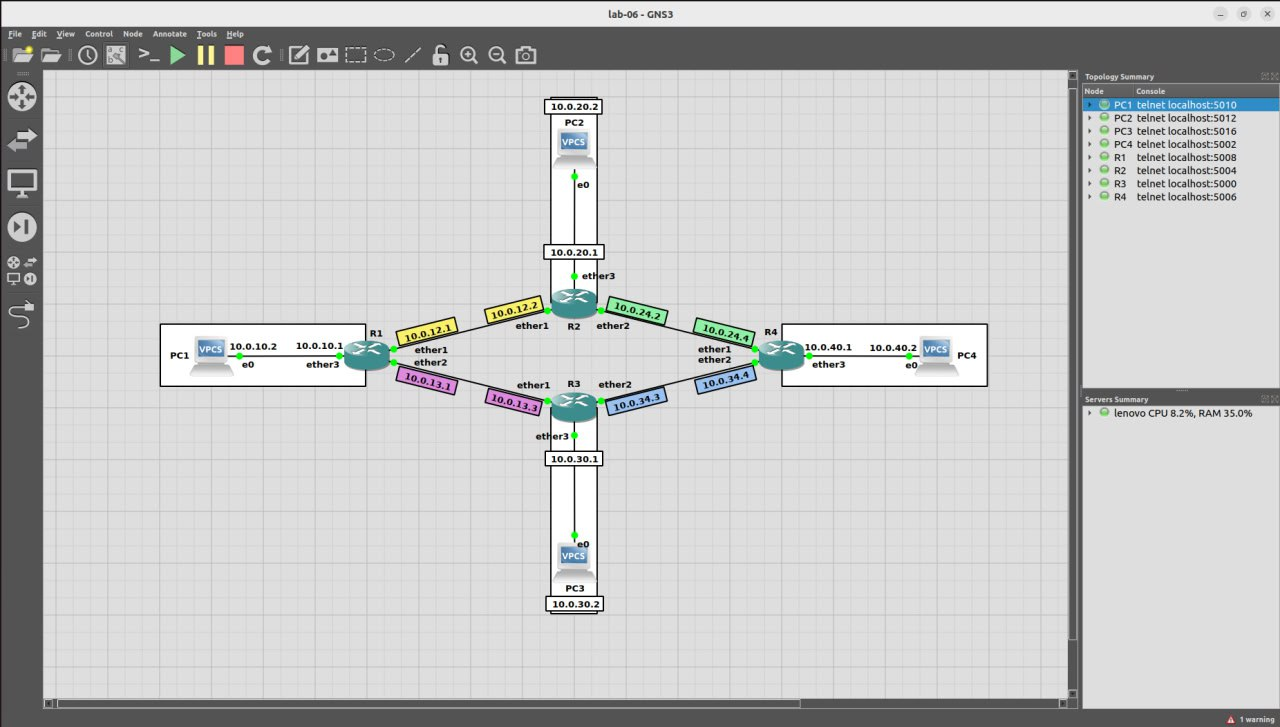 lab-06 - GNS3
File Edit View Control Node Annotate Tools Help
Topology Summary
Node Console
PC1 telnet localhost:5010
PC2 telnet localhost:5012
PC3 telnet localhost:5016
PC4 telnet localhost:5002
R1 telnet localhost:5008
R2 telnet localhost:5004
R3 telnet localhost:5000
R4 telnet localhost:5006
Servers Summary
lenovo CPU 8.2%, RAM 35.0%
10.0.20.2
PC2
VPCS
e0
10.0.20.1
ether3
10.0.12.2
10.0.24.2
ether1
R2
ether2
10.0.12.1
10.0.24.4
R1
R4
PC1
VPCS
10.0.10.2
e0
10.0.10.1
ether3
ether1
ether2
ether1
ether2
10.0.40.1
ether3
10.0.40.2
e0
VPCS
PC4
10.0.13.1
10.0.34.4
ether1
R3
ether2
10.0.13.3
10.0.34.3
ether3
10.0.30.1
e0
VPCS
PC3
10.0.30.2
1 warning